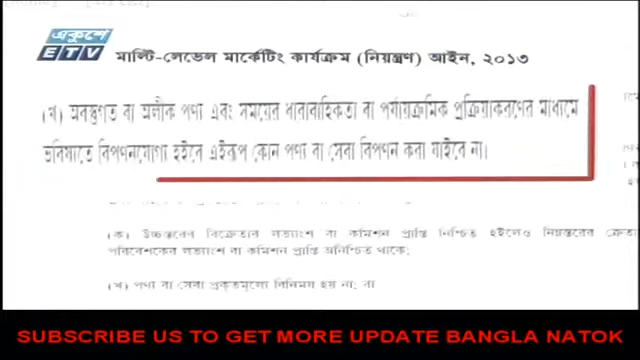 একুশে
ETV
মাল্টি-লেভেল মার্কেটিং কার্যক্রম (নিয়ন্ত্রণ) আইন, ২০১৩
(খ) অবস্তুগত বা অলীক পণ্য এবং সময়ের ধারাবাহিকতা বা পর্যায়ক্রমিক প্রক্রিয়াকরণের মাধ্যমে
ভবিষ্যতে বিপণনযোগ্য হইবে এইরূপ কোন পণ্য বা সেবা বিপণন করা যাইবে না।
(ক) উচ্চস্তরের বিক্রেতার লভ্যাংশ বা কমিশন প্রাপ্তি নিশ্চিত হইলেও নিম্নস্তরের ক্রেতা
পরিবেশকের লভ্যাংশ বা কমিশন প্রাপ্তি অনিশ্চিত থাকে;
(খ) পণ্য বা সেবা প্রকৃতমূল্যে বিনিময় হয় না; বা
SUBSCRIBE US TO GET MORE UPDATE BANGLA NATOK